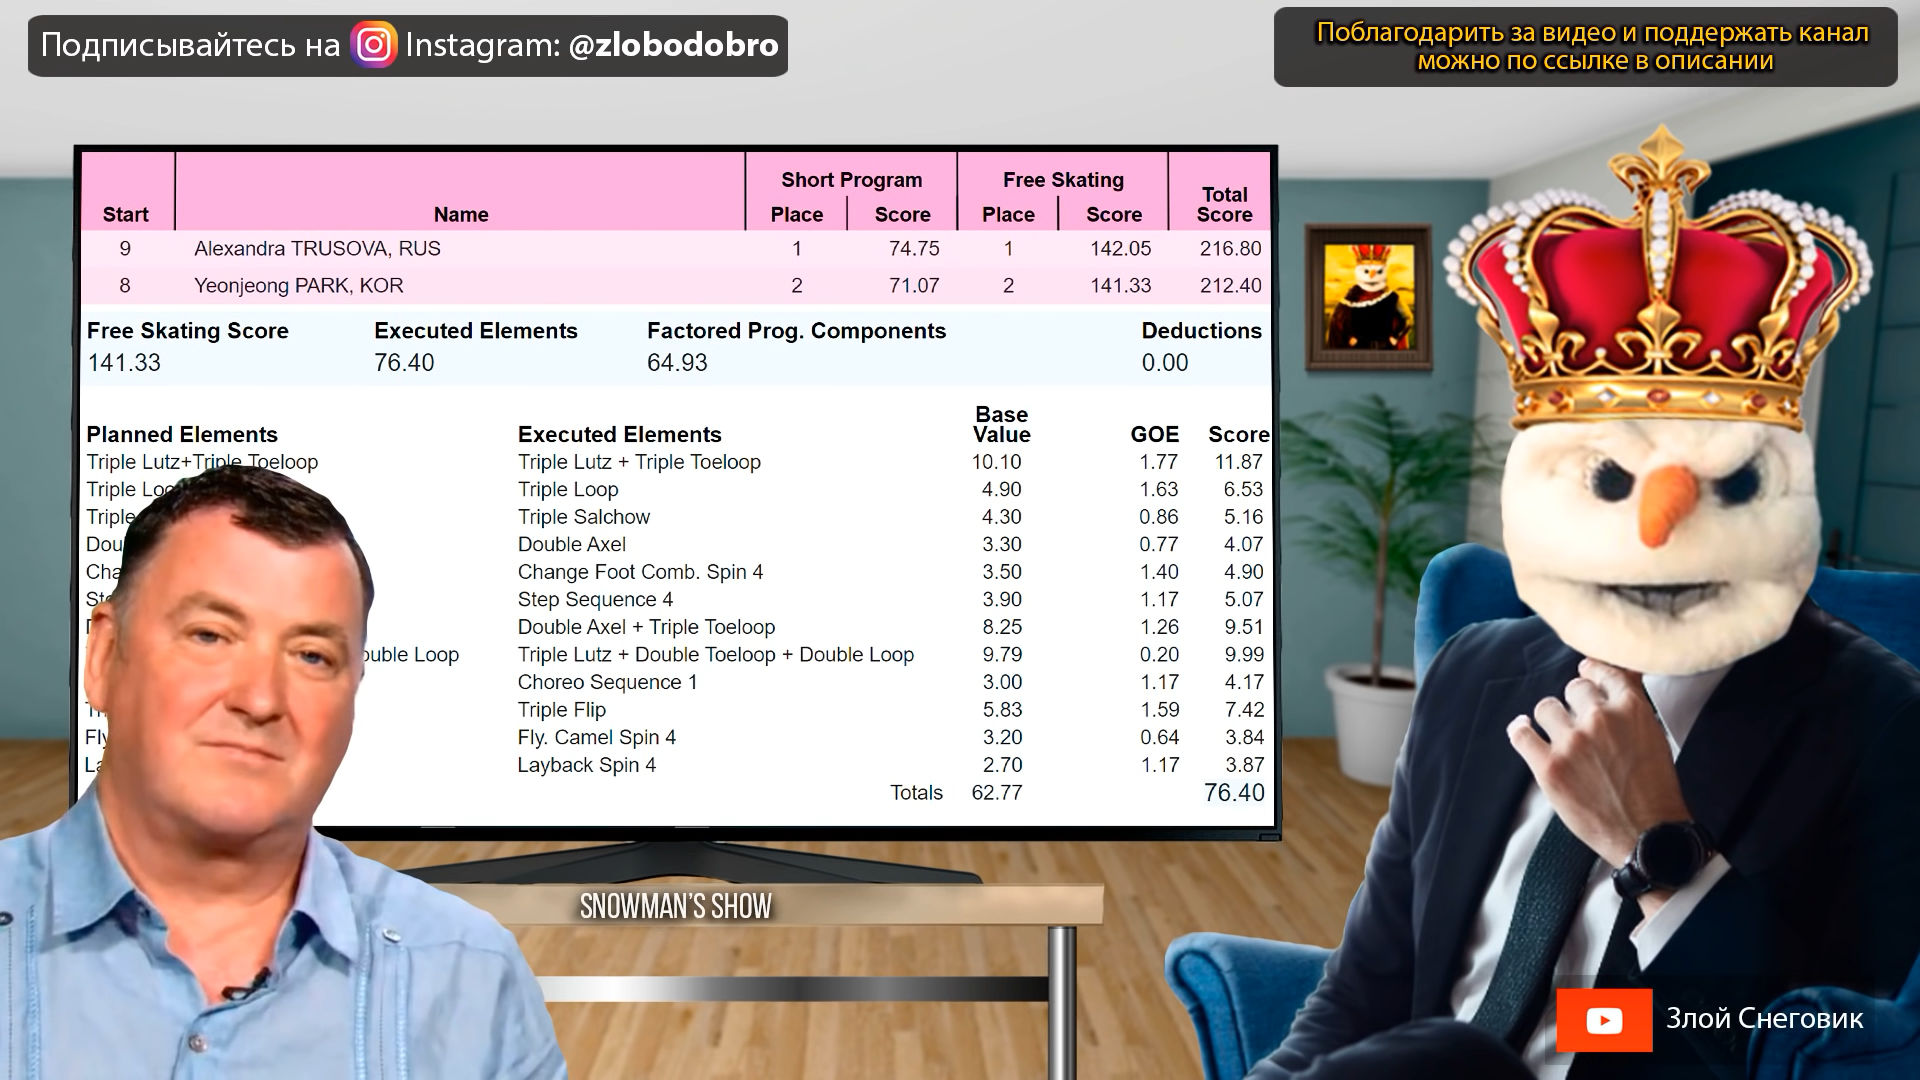 Подписывайтесь на Instagram: @zlobodobro
Поблагодарить за видео и поддержать канал
можно по ссылке в описании
Short Program Free Skating Total
Start Name Place Score Place Score Score
9 Alexandra TRUSOVA, RUS 1 74.75 1 142.05 216.80
8 Yeonjeong PARK, KOR 2 71.07 2 141.33 212.40
Free Skating Score Executed Elements Factored Prog. Components Deductions
141.33 76.40 64.93 0.00
Base
Planned Elements Executed Elements Value GOE Score
Triple Lutz+Triple Toeloop Triple Lutz + Triple Toeloop 10.10 1.77 11.87
Triple Triple Loop 4.90 1.63 6.53
Triple Triple Salchow 4.30 0.86 5.16
Double Axel 3.30 0.77 4.07
Change Foot Comb. Spin 4 3.50 1.40 4.90
Step Sequence 4 3.90 1.17 5.07
Double Axel + Triple Toeloop 8.25 1.26 9.51
Loop Triple Lutz + Double Toeloop + Double Loop 9.79 0.20 9.99
Choreo Sequence 1 3.00 1.17 4.17
Triple Flip 5.83 1.59 7.42
Fly. Camel Spin 4 3.20 0.64 3.84
Layback Spin 4 2.70 1.17 3.87
Totals 62.77 76.40
SNOWMAN'S SHOW
Злой Снеговик